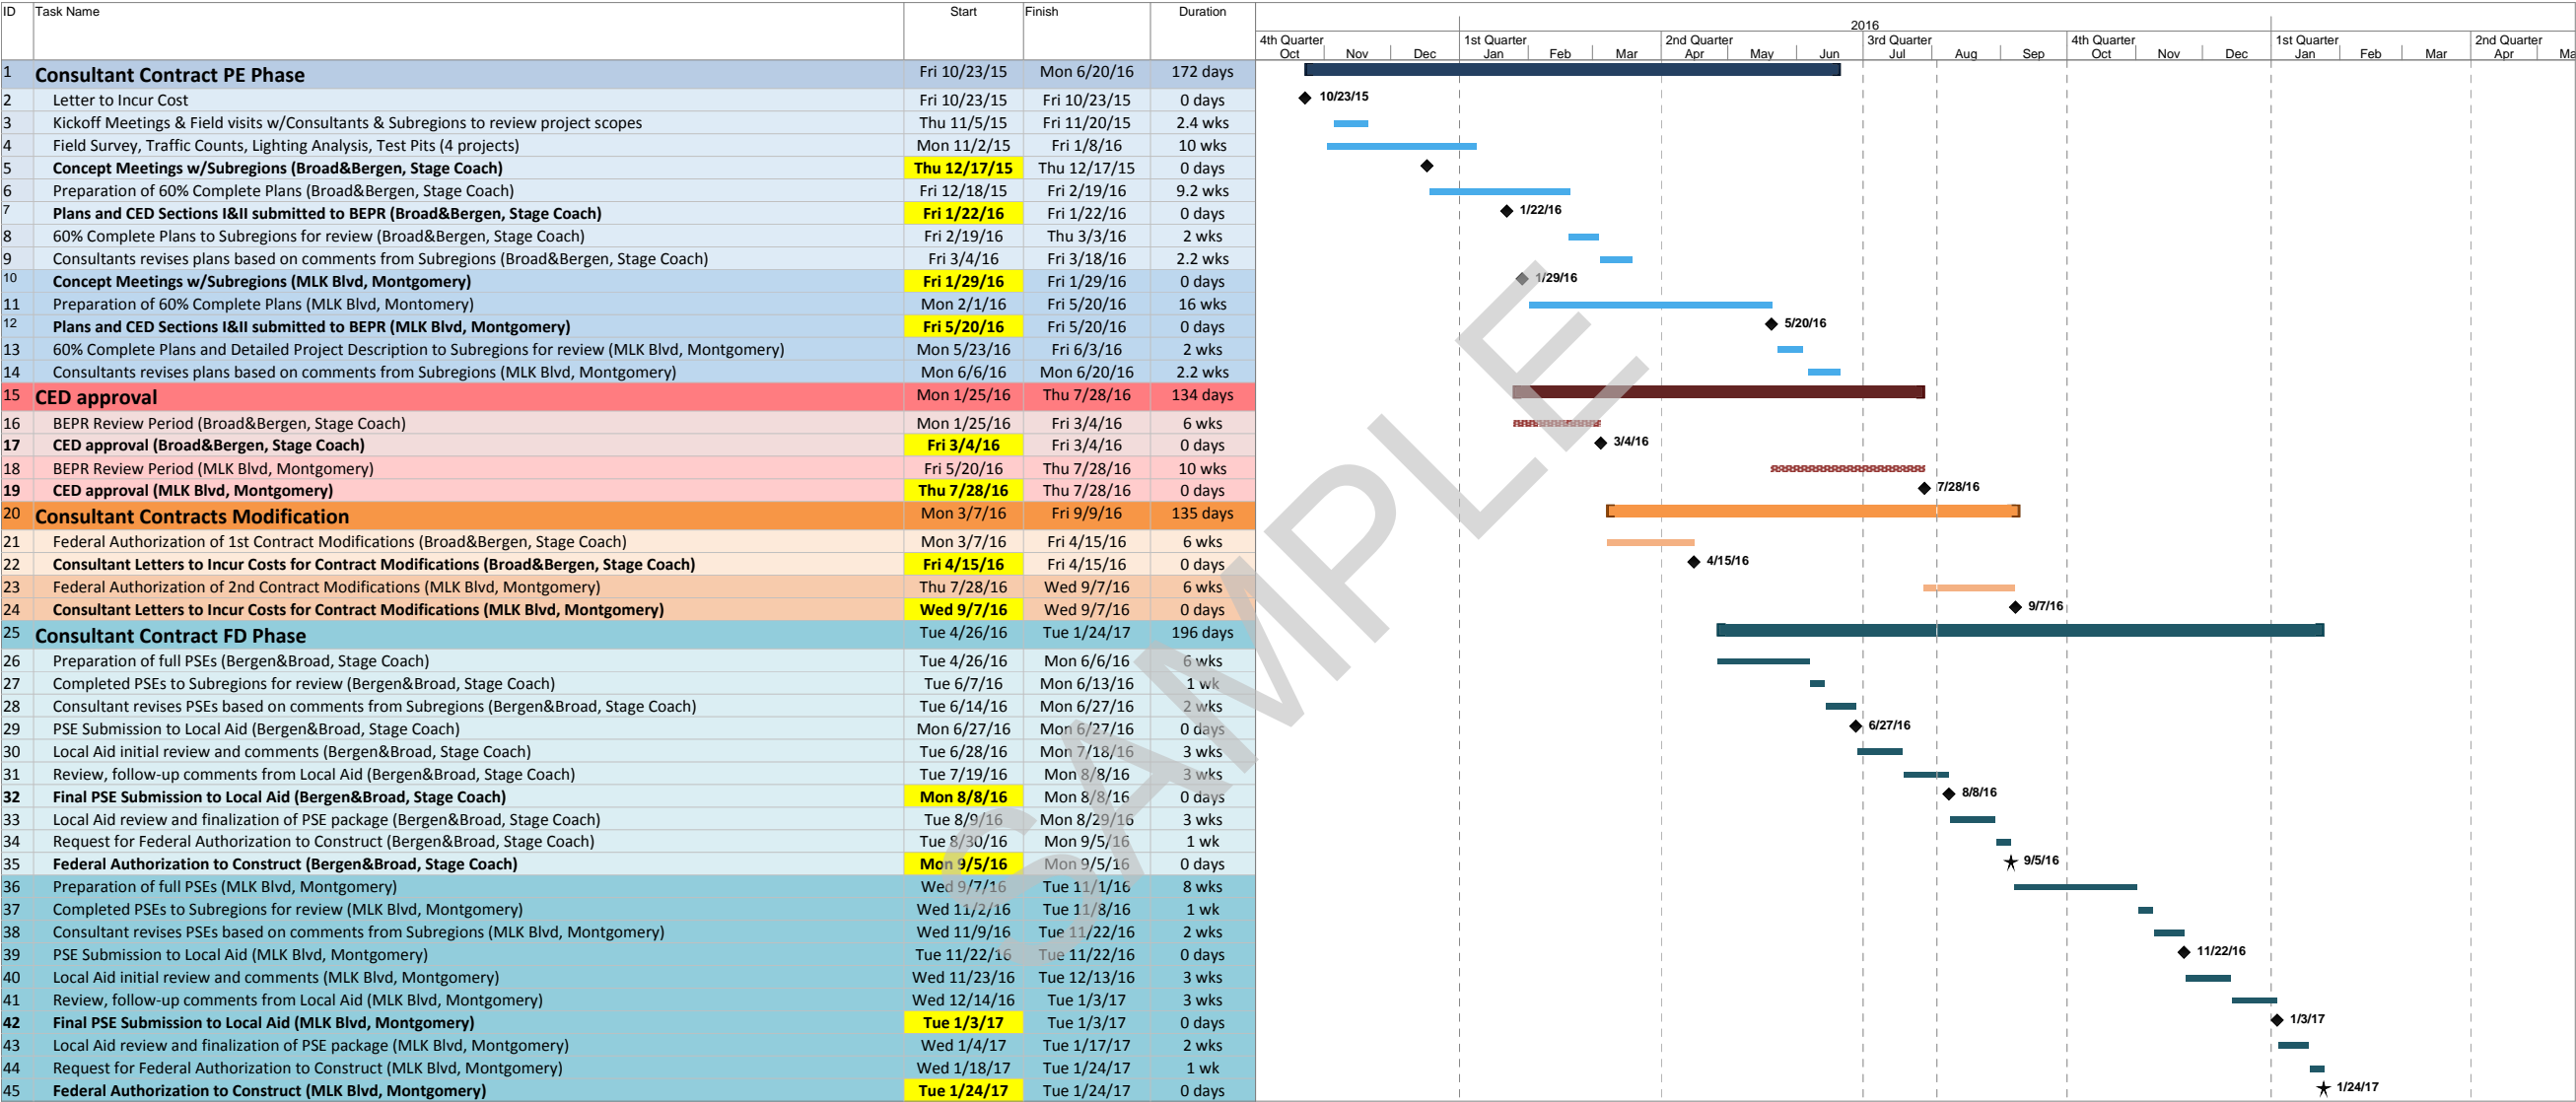 ID Task Name Start Finish Duration
2016
4th Quarter 1st Quarter 2nd Quarter 3rd Quarter 4th Quarter 1st Quarter 2nd Quarter
Oct Nov Dec Jan Feb Mar Apr May Jun Jul Aug Sep Oct Nov Dec Jan Feb Mar Apr Ma
1 Consultant Contract PE Phase Fri 10/23/15 Mon 6/20/16 172 days
2 Letter to Incur Cost Fri 10/23/15 Fri 10/23/15 0 days 10/23/15
3 Kickoff Meetings & Field visits w/Consultants & Subregions to review project scopes Thu 11/5/15 Fri 11/20/15 2.4 wks
4 Field Survey, Traffic Counts, Lighting Analysis, Test Pits (4 projects) Mon 11/2/15 Fri 1/8/16 10 wks
5 Concept Meetings w/Subregions (Broad&Bergen, Stage Coach) Thu 12/17/15 Thu 12/17/15 0 days
6 Preparation of 60% Complete Plans (Broad&Bergen, Stage Coach) Fri 12/18/15 Fri 2/19/16 9.2 wks
7 Plans and CED Sections I&II submitted to BEPR (Broad&Bergen, Stage Coach) Fri 1/22/16 Fri 1/22/16 0 days 1/22/16
8 60% Complete Plans to Subregions for review (Broad&Bergen, Stage Coach) Fri 2/19/16 Thu 3/3/16 2 wks
9 Consultants revises plans based on comments from Subregions (Broad&Bergen, Stage Coach) Fri 3/4/16 Fri 3/18/16 2.2 wks
10 Concept Meetings w/Subregions (MLK Blvd, Montgomery) Fri 1/29/16 Fri 1/29/16 0 days 1/29/16
11 Preparation of 60% Complete Plans (MLK Blvd, Montomery) Mon 2/1/16 Fri 5/20/16 16 wks
12 Plans and CED Sections I&II submitted to BEPR (MLK Blvd, Montgomery) Fri 5/20/16 Fri 5/20/16 0 days 5/20/16
13 60% Complete Plans and Detailed Project Description to Subregions for review (MLK Blvd, Montgomery) Mon 5/23/16 Fri 6/3/16 2 wks
14 Consultants revises plans based on comments from Subregions (MLK Blvd, Montgomery) Mon 6/6/16 Mon 6/20/16 2.2 wks
15 CED approval Mon 1/25/16 Thu 7/28/16 134 days
16 BEPR Review Period (Broad&Bergen, Stage Coach) Mon 1/25/16 Fri 3/4/16 6 wks
17 CED approval (Broad&Bergen, Stage Coach) Fri 3/4/16 Fri 3/4/16 0 days 3/4/16
18 BEPR Review Period (MLK Blvd, Montgomery) Fri 5/20/16 Thu 7/28/16 10 wks
19 CED approval (MLK Blvd, Montgomery) Thu 7/28/16 Thu 7/28/16 0 days 7/28/16
20 Consultant Contracts Modification Mon 3/7/16 Fri 9/9/16 135 days
21 Federal Authorization of 1st Contract Modifications (Broad&Bergen, Stage Coach) Mon 3/7/16 Fri 4/15/16 6 wks
22 Consultant Letters to Incur Costs for Contract Modifications (Broad&Bergen, Stage Coach) Fri 4/15/16 Fri 4/15/16 0 days 4/15/16
23 Federal Authorization of 2nd Contract Modifications (MLK Blvd, Montgomery) Thu 7/28/16 Wed 9/7/16 6 wks
24 Consultant Letters to Incur Costs for Contract Modifications (MLK Blvd, Montgomery) Wed 9/7/16 Wed 9/7/16 0 days 9/7/16
25 Consultant Contract FD Phase Tue 4/26/16 Tue 1/24/17 196 days
26 Preparation of full PSEs (Bergen&Broad, Stage Coach) Tue 4/26/16 Mon 6/6/16 6 wks
27 Completed PSEs to Subregions for review (Bergen&Broad, Stage Coach) Tue 6/7/16 Mon 6/13/16 1 wk
28 Consultant revises PSEs based on comments from Subregions (Bergen&Broad, Stage Coach) Tue 6/14/16 Mon 6/27/16 2 wks
29 PSE Submission to Local Aid (Bergen&Broad, Stage Coach) Mon 6/27/16 Mon 6/27/16 0 days 6/27/16
30 Local Aid initial review and comments (Bergen&Broad, Stage Coach) Tue 6/28/16 Mon 7/18/16 3 wks
31 Review, follow-up comments from Local Aid (Bergen&Broad, Stage Coach) Tue 7/19/16 Mon 8/8/16 3 wks
32 Final PSE Submission to Local Aid (Bergen&Broad, Stage Coach) Mon 8/8/16 Mon 8/8/16 0 days 8/8/16
33 Local Aid review and finalization of PSE package (Bergen&Broad, Stage Coach) Tue 8/9/16 Mon 8/29/16 3 wks
34 Request for Federal Authorization to Construct (Bergen&Broad, Stage Coach) Tue 8/30/16 Mon 9/5/16 1 wk
35 Federal Authorization to Construct (Bergen&Broad, Stage Coach) Mon 9/5/16 Mon 9/5/16 0 days 9/5/16
36 Preparation of full PSEs (MLK Blvd, Montgomery) Wed 9/7/16 Tue 11/1/16 8 wks
37 Completed PSEs to Subregions for review (MLK Blvd, Montgomery) Wed 11/2/16 Tue 11/8/16 1 wk
38 Consultant revises PSEs based on comments from Subregions (MLK Blvd, Montgomery) Wed 11/9/16 Tue 11/22/16 2 wks
39 PSE Submission to Local Aid (MLK Blvd, Montgomery) Tue 11/22/16 Tue 11/22/16 0 days 11/22/16
40 Local Aid initial review and comments (MLK Blvd, Montgomery) Wed 11/23/16 Tue 12/13/16 3 wks
41 Review, follow-up comments from Local Aid (MLK Blvd, Montgomery) Wed 12/14/16 Tue 1/3/17 3 wks
42 Final PSE Submission to Local Aid (MLK Blvd, Montgomery) Tue 1/3/17 Tue 1/3/17 0 days 1/3/17
43 Local Aid review and finalization of PSE package (MLK Blvd, Montgomery) Wed 1/4/17 Tue 1/17/17 2 wks
44 Request for Federal Authorization to Construct (MLK Blvd, Montgomery) Wed 1/18/17 Tue 1/24/17 1 wk
45 Federal Authorization to Construct (MLK Blvd, Montgomery) Tue 1/24/17 Tue 1/24/17 0 days 1/24/17
SAMPLE